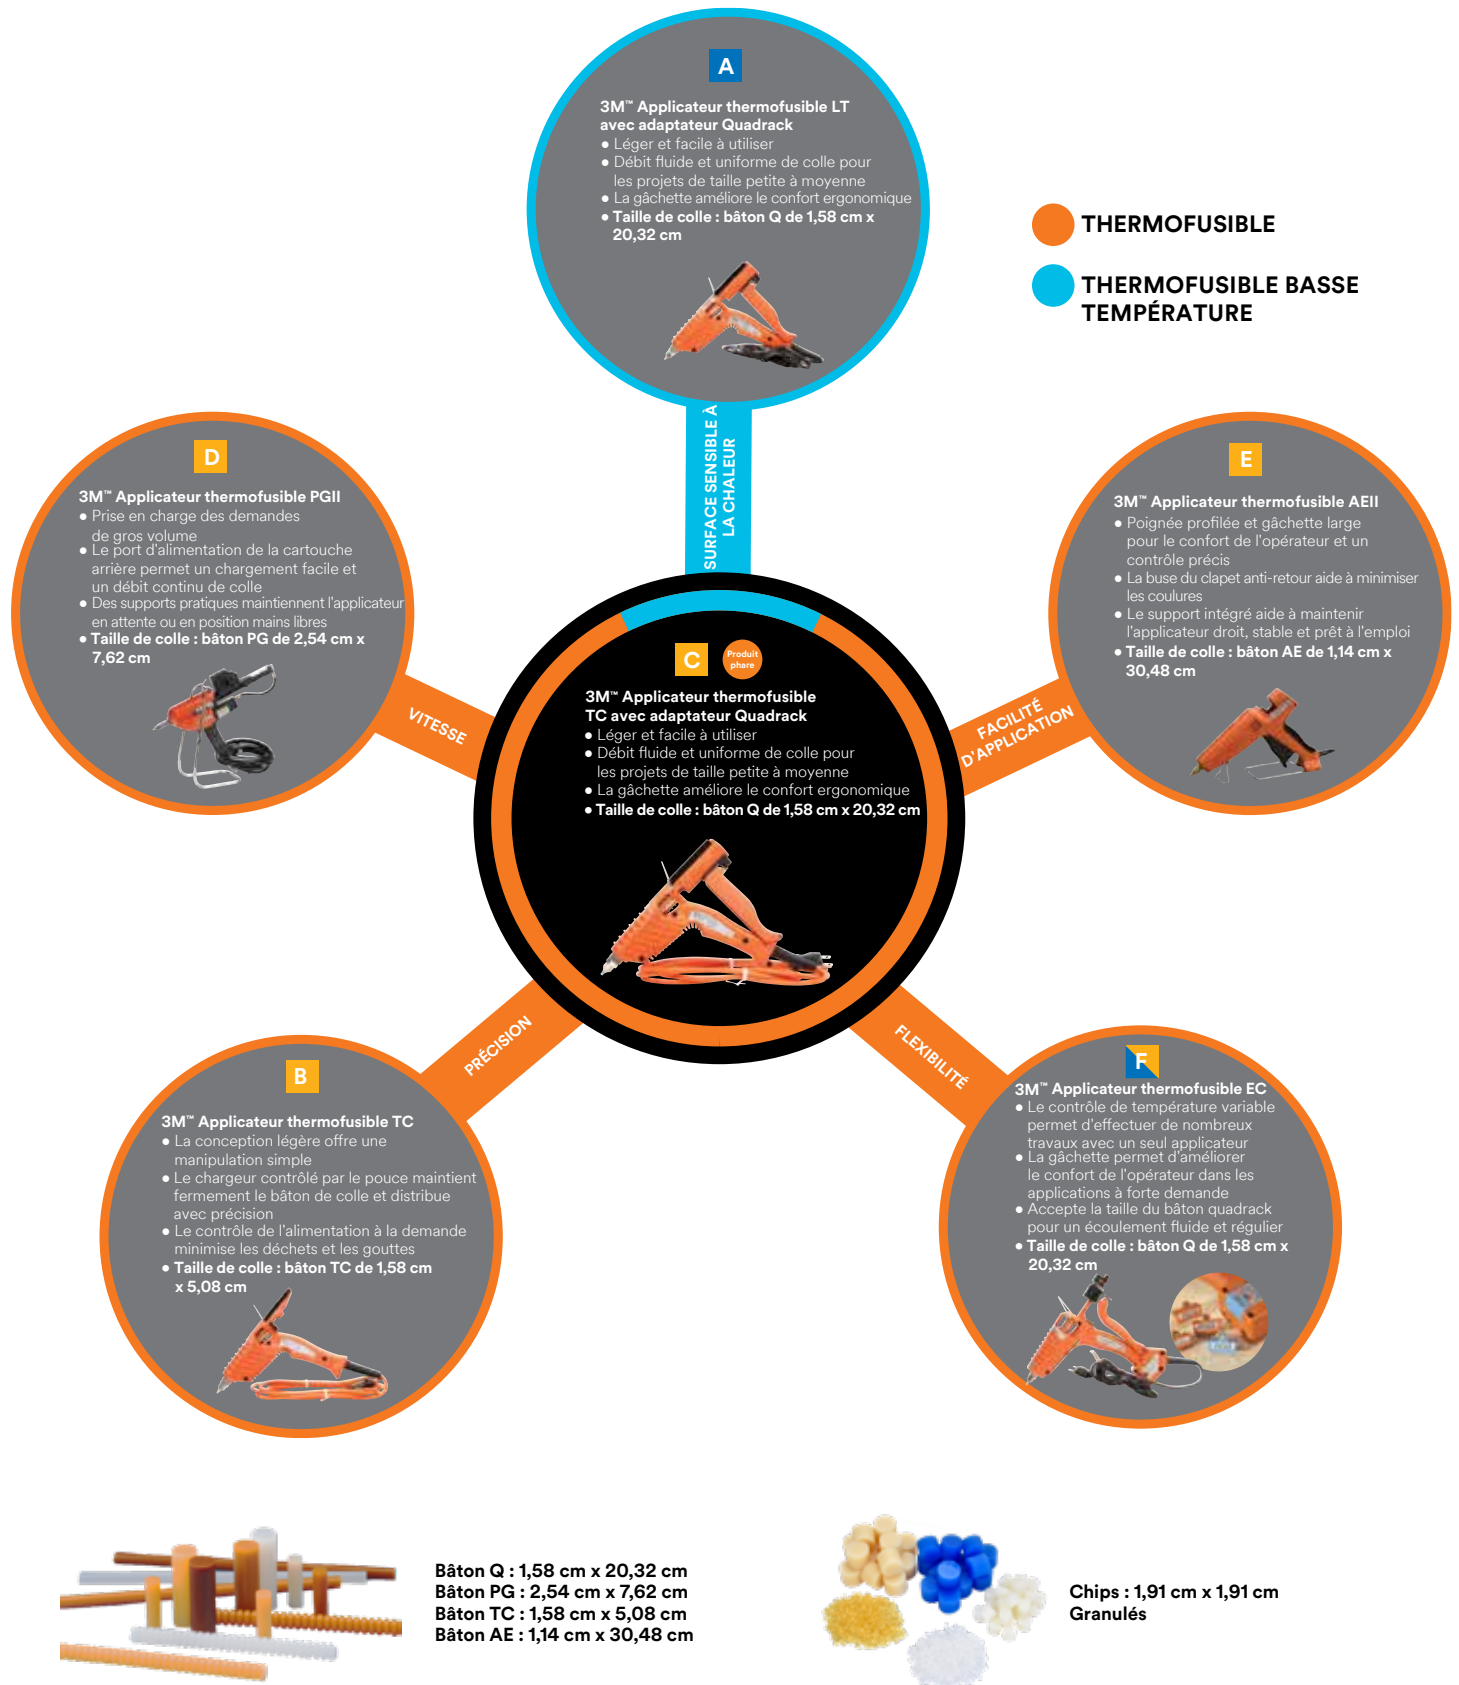 A
3M™ Applicateur thermofusible LT
avec adaptateur Quadrack
● Léger et facile à utiliser
● Débit fluide et uniforme de colle pour
les projets de taille petite à moyenne
● La gâchette améliore le confort ergonomique
● Taille de colle : bâton Q de 1,58 cm x
20,32 cm
THERMOFUSIBLE
THERMOFUSIBLE BASSE
TEMPÉRATURE
SURFACE SENSIBLE À
LA CHALEUR
D
3M™ Applicateur thermofusible PGII
● Prise en charge des demandes
de gros volume
● Le port d'alimentation de la cartouche
arrière permet un chargement facile et
un débit continu de colle
● Des supports pratiques maintiennent l'applicateur
en attente ou en position mains libres
● Taille de colle : bâton PG de 2,54 cm x
7,62 cm
VITESSE
E
3M™ Applicateur thermofusible AEII
● Poignée profilée et gâchette large
pour le confort de l'opérateur et un
contrôle précis
● La buse du clapet anti-retour aide à minimiser
les coulures
● Le support intégré aide à maintenir
l'applicateur droit, stable et prêt à l'emploi
● Taille de colle : bâton AE de 1,14 cm x
30,48 cm
FACILITÉ
D'APPLICATION
C
Produit
phare
3M™ Applicateur thermofusible
TC avec adaptateur Quadrack
● Léger et facile à utiliser
● Débit fluide et uniforme de colle pour
les projets de taille petite à moyenne
● La gâchette améliore le confort ergonomique
● Taille de colle : bâton Q de 1,58 cm x 20,32 cm
PRÉCISION
B
3M™ Applicateur thermofusible TC
● La conception légère offre une
manipulation simple
● Le chargeur contrôlé par le pouce maintient
fermement le bâton de colle et distribue
avec précision
● Le contrôle de l'alimentation à la demande
minimise les déchets et les gouttes
● Taille de colle : bâton TC de 1,58 cm
x 5,08 cm
FLEXIBILITÉ
F
3M™ Applicateur thermofusible EC
● Le contrôle de température variable
permet d'effectuer de nombreux
travaux avec un seul applicateur
● La gâchette permet d'améliorer
le confort de l'opérateur dans les
applications à forte demande
● Accepte la taille du bâton quadrack
pour un écoulement fluide et régulier
● Taille de colle : bâton Q de 1,58 cm x
20,32 cm
Bâton Q : 1,58 cm x 20,32 cm
Bâton PG : 2,54 cm x 7,62 cm
Bâton TC : 1,58 cm x 5,08 cm
Bâton AE : 1,14 cm x 30,48 cm
Chips : 1,91 cm x 1,91 cm
Granulés